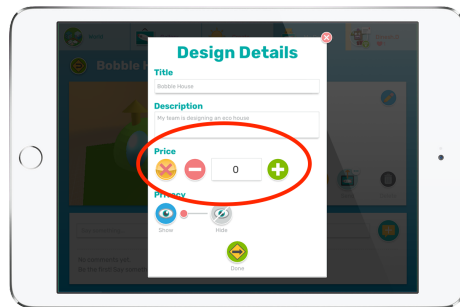 Design Details
Title
Bobble House
Description
My team is designing an eco house
Price
0
Privacy
Show
Hide
Done